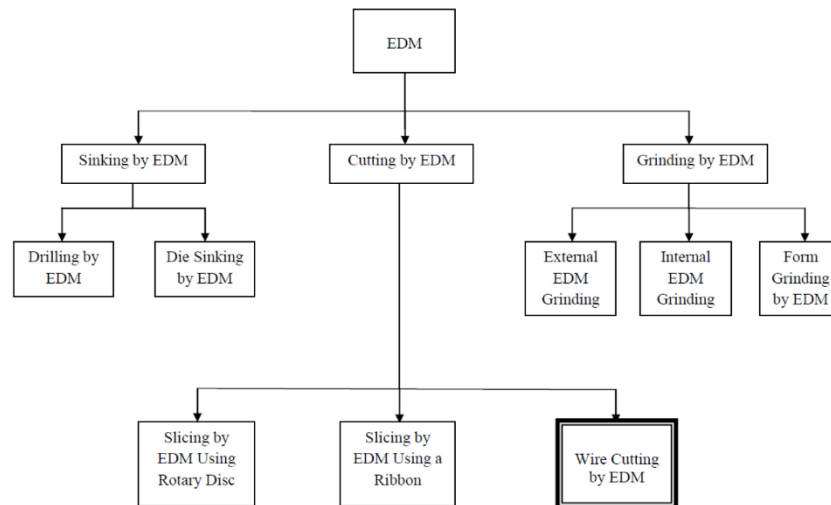 EDM
Sinking by EDM
Cutting by EDM
Grinding by EDM
Drilling by
EDM
Die Sinking
by EDM
External
EDM
Grinding
Internal
EDM
Grinding
Form
Grinding
by EDM
Slicing by
EDM Using
Rotary Disc
Slicing by
EDM Using a
Ribbon
Wire Cutting
by EDM